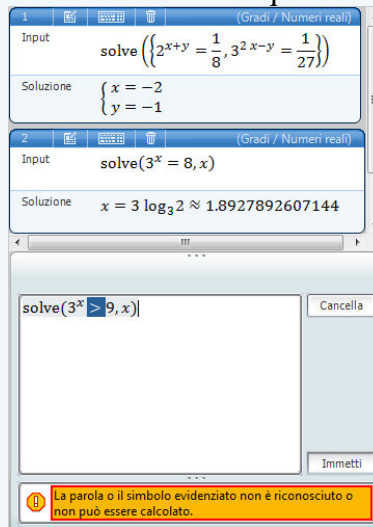 1 (Gradi / Numeri reali)
Input solve({2^{x+y} = 1/8, 3^{2x−y} = 1/27})
Soluzione {x = −2
y = −1
2 (Gradi / Numeri reali)
Input solve(3^x = 8, x)
Soluzione x = 3 log₃2 ≈ 1.8927892607144
solve(3^x > 9, x)
Cancella
Immetti
La parola o il simbolo evidenziato non è riconosciuto o
non può essere calcolato.